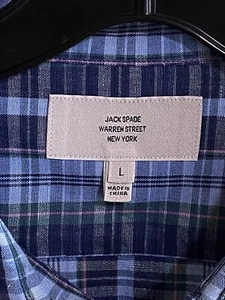 JACK SPADE
WARREN STREET
NEW YORK
L
MADE IN
CHINA